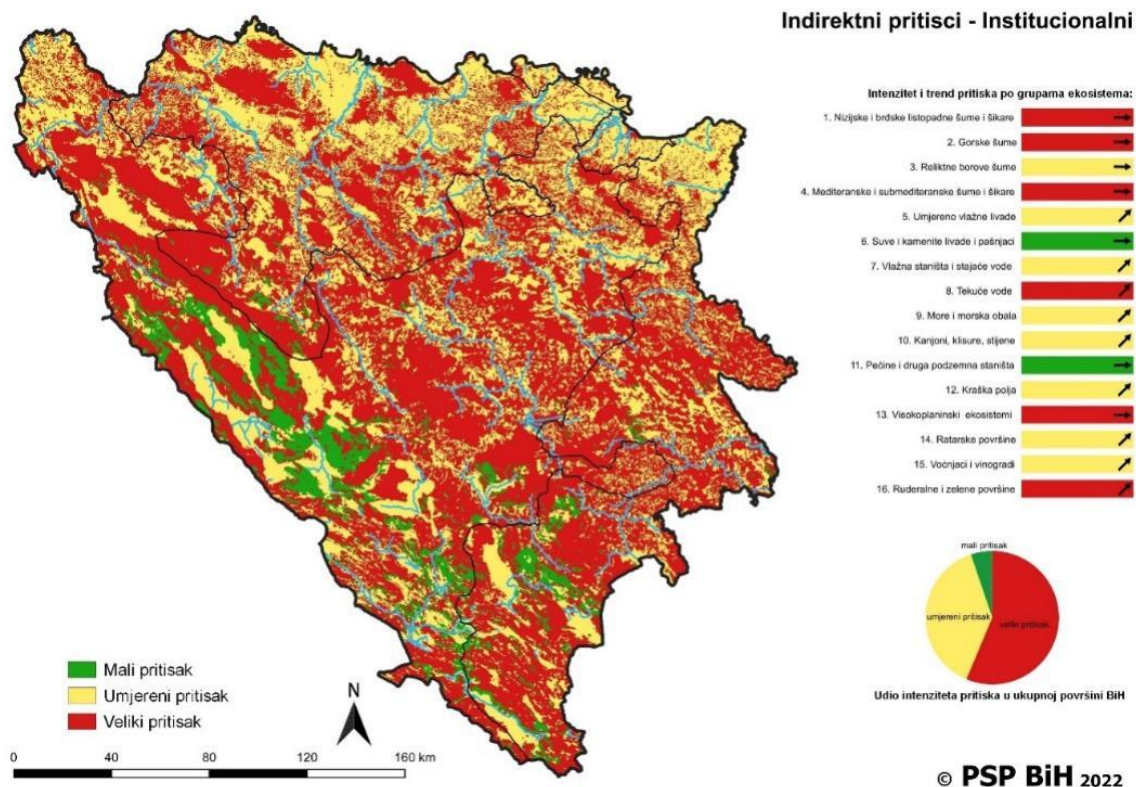 Indirektni pritisci - Institucionalni
Intenzitet i trend pritiska po grupama ekosistema:
1. Nizijske i brdske listopadne šume i šikare
2. Gorske šume
3. Reliktne borove šume
4. Mediteranske i submediteranske šume i šikare
5. Umjereno vlažne livade
6. Suve i kamenite livade i pašnjaci
7. Vlažna staništa i stajaće vode
8. Tekuće vode
9. More i morska obala
10. Kanjoni, klisure, stijene
11. Pećine i druga podzemna staništa
12. Kraška polja
13. Visokoplaninski ekosistemi
14. Ratarske površine
15. Voćnjaci i vinogradi
16. Ruderalne i zelene površine
mali pritisak
umjereni pritisak
veliki pritisak
Udio intenziteta pritiska u ukupnoj površini BiH
Mali pritisak
Umjereni pritisak
Veliki pritisak
N
0 40 80 120 160 km
© PSP BiH 2022